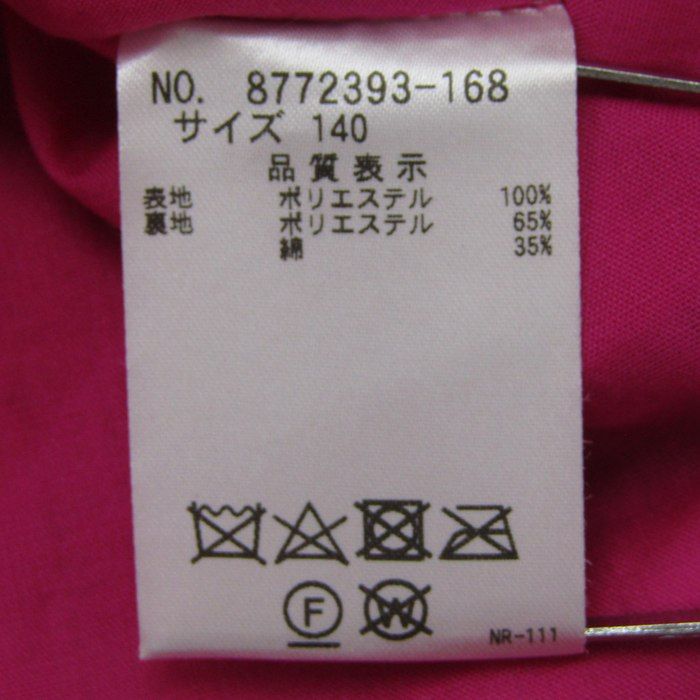 NO. 8772393-168
サイズ 140
品質表示
表地 ポリエステル 100%
裏地 ポリエステル 65%
綿 35%
F W
NR-111